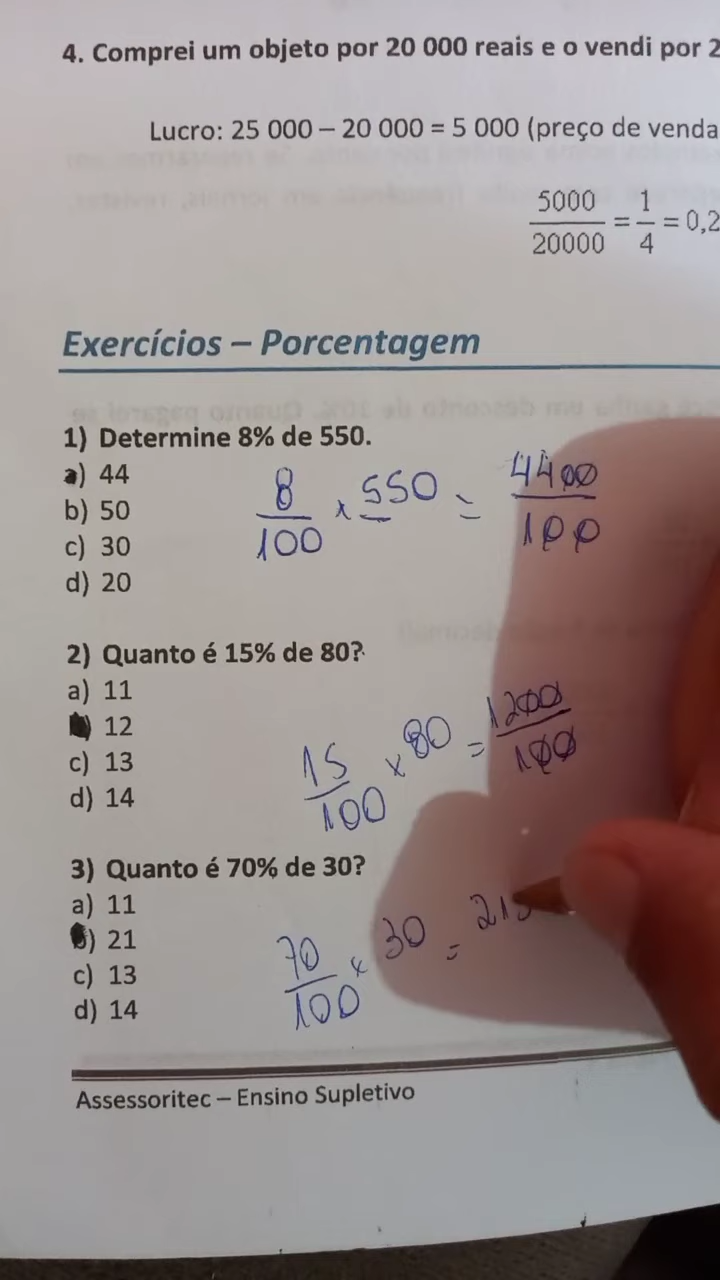 4. Comprei um objeto por 20 000 reais e o vendi por 2
Lucro: 25 000 – 20 000 = 5 000 (preço de venda
5000/20000 = 1/4 = 0,2
Exercícios – Porcentagem
1) Determine 8% de 550.
a) 44
b) 50
c) 30
d) 20
8/100 x 550 = 4400/100
2) Quanto é 15% de 80?
a) 11
12
c) 13
d) 14
15/100 x 80 = 1200/100
3) Quanto é 70% de 30?
a) 11
b) 21
c) 13
d) 14
70/100 x 30 = 21
Assessoritec – Ensino Supletivo